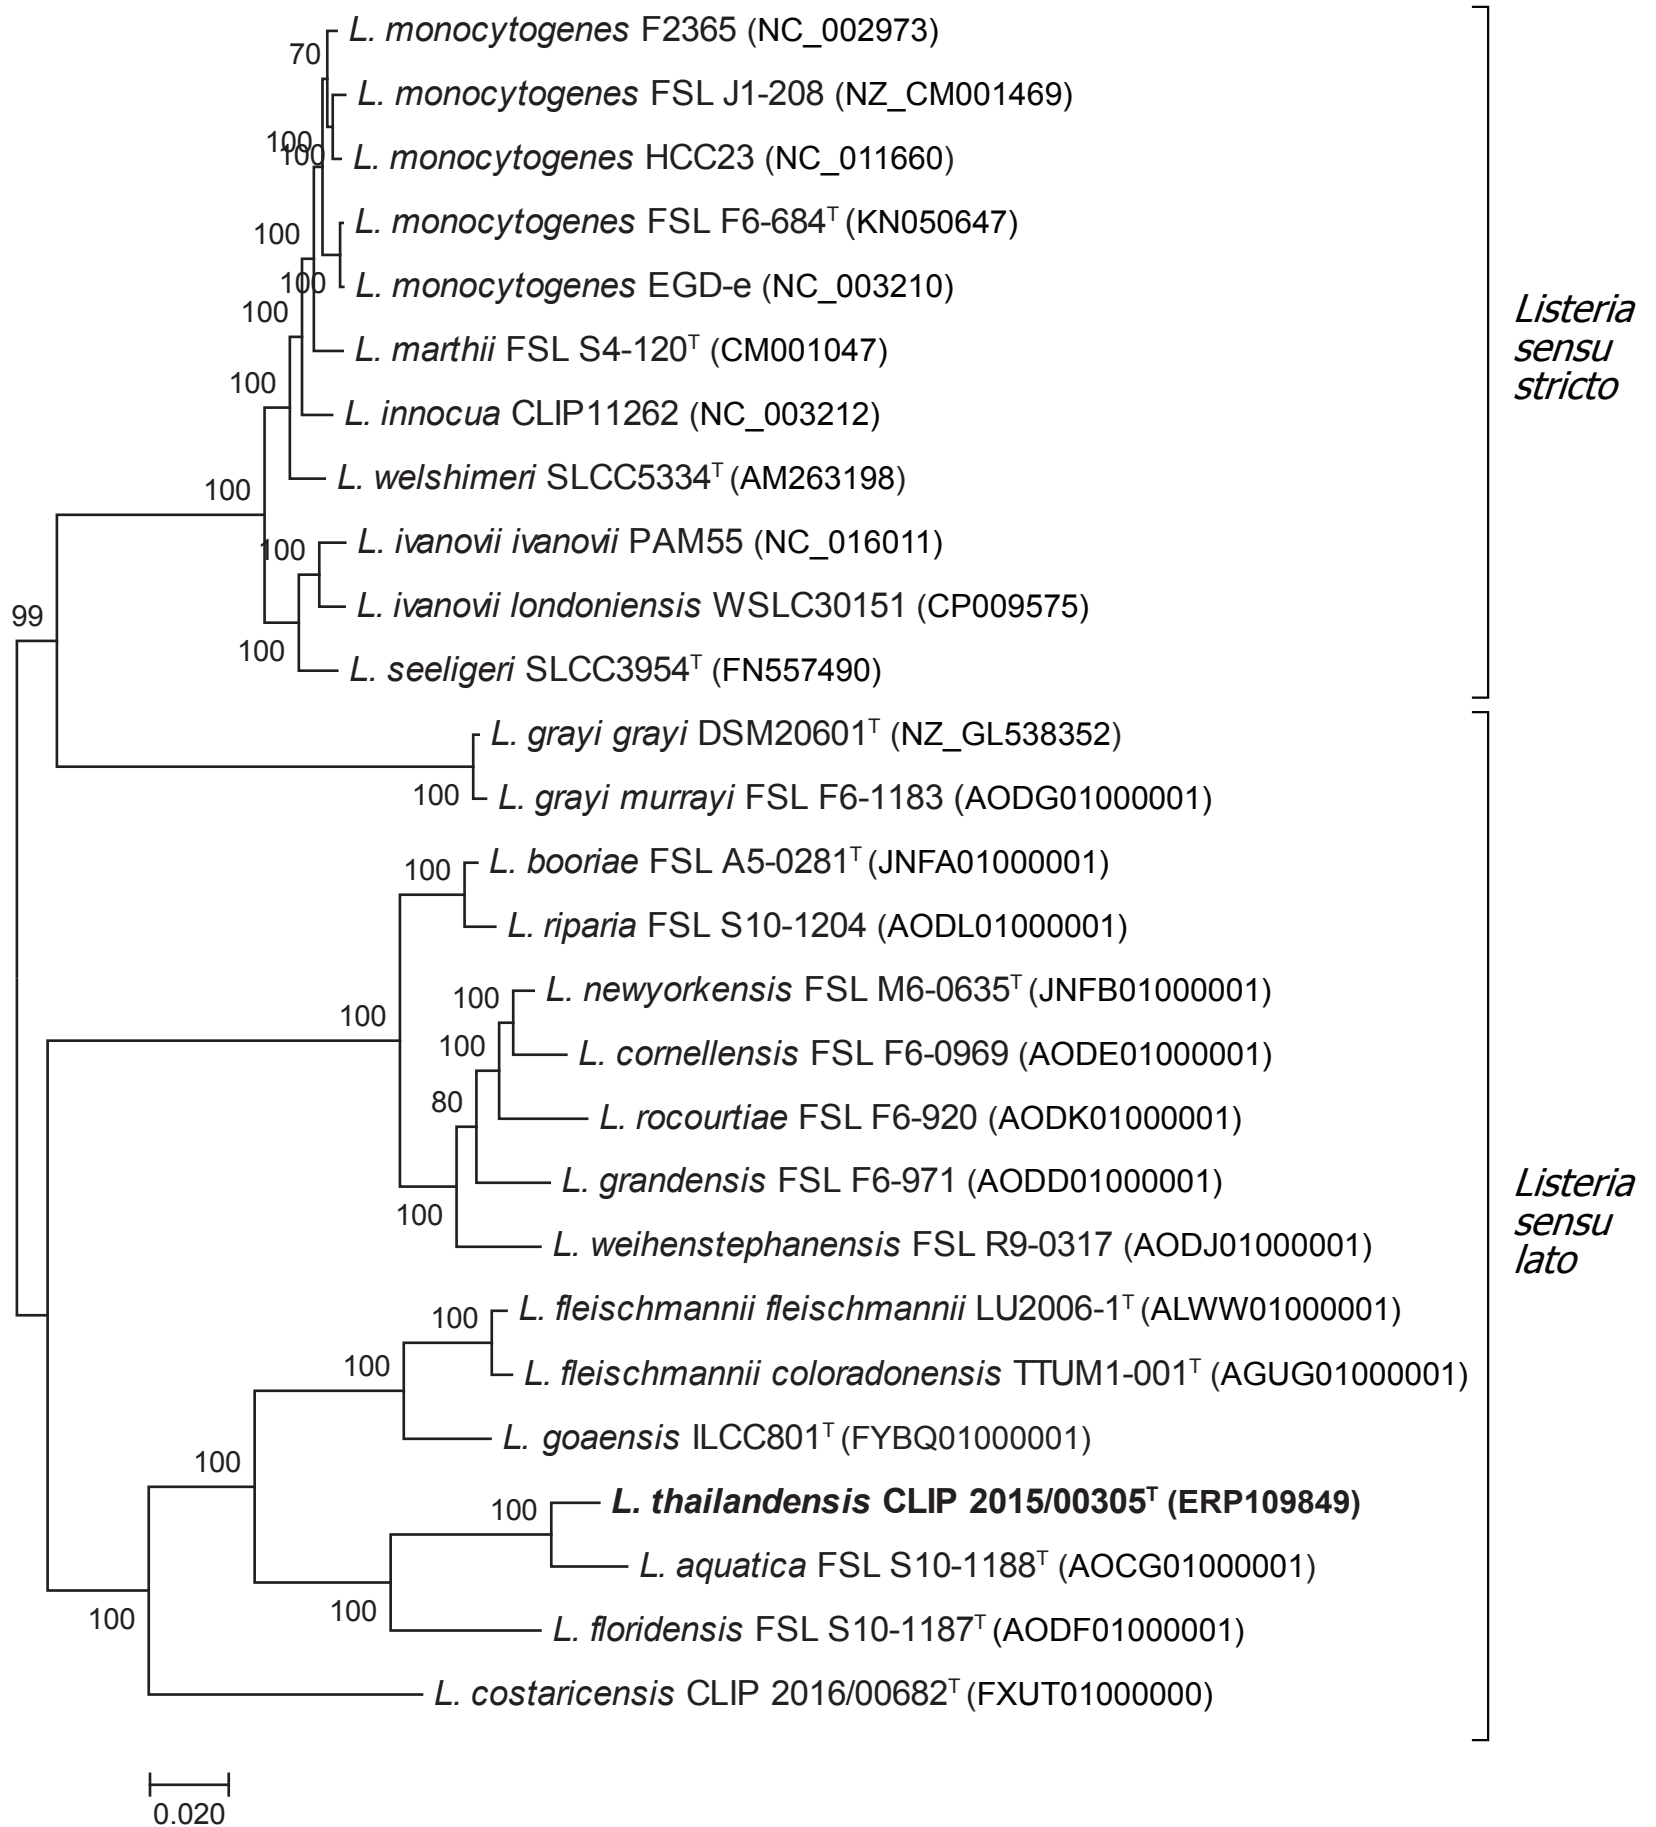 L. monocytogenes F2365 (NC_002973)
70
L. monocytogenes FSL J1-208 (NZ_CM001469)
100
100
L. monocytogenes HCC23 (NC_011660)
L. monocytogenes FSL F6-684ᵀ (KN050647)
100
100
L. monocytogenes EGD-e (NC_003210)
100
L. marthii FSL S4-120ᵀ (CM001047)
100
L. innocua CLIP11262 (NC_003212)
L. welshimeri SLCC5334ᵀ (AM263198)
100
L. ivanovii ivanovii PAM55 (NC_016011)
100
L. ivanovii londoniensis WSLC30151 (CP009575)
99
100
L. seeligeri SLCC3954ᵀ (FN557490)
Listeria
sensu
stricto
L. grayi grayi DSM20601ᵀ (NZ_GL538352)
L. grayi murrayi FSL F6-1183 (AODG01000001)
100
L. booriae FSL A5-0281ᵀ (JNFA01000001)
100
L. riparia FSL S10-1204 (AODL01000001)
L. newyorkensis FSL M6-0635ᵀ (JNFB01000001)
100
100
100
L. cornellensis FSL F6-0969 (AODE01000001)
80
L. rocourtiae FSL F6-920 (AODK01000001)
L. grandensis FSL F6-971 (AODD01000001)
100
L. weihenstephanensis FSL R9-0317 (AODJ01000001)
Listeria
sensu
lato
L. fleischmannii fleischmannii LU2006-1ᵀ (ALWW01000001)
100
100
L. fleischmannii coloradonensis TTUM1-001ᵀ (AGUG01000001)
L. goaensis ILCC801ᵀ (FYBQ01000001)
100
L. thailandensis CLIP 2015/00305ᵀ (ERP109849)
100
L. aquatica FSL S10-1188ᵀ (AOCG01000001)
100
100
L. floridensis FSL S10-1187ᵀ (AODF01000001)
L. costaricensis CLIP 2016/00682ᵀ (FXUT01000000)
0.020